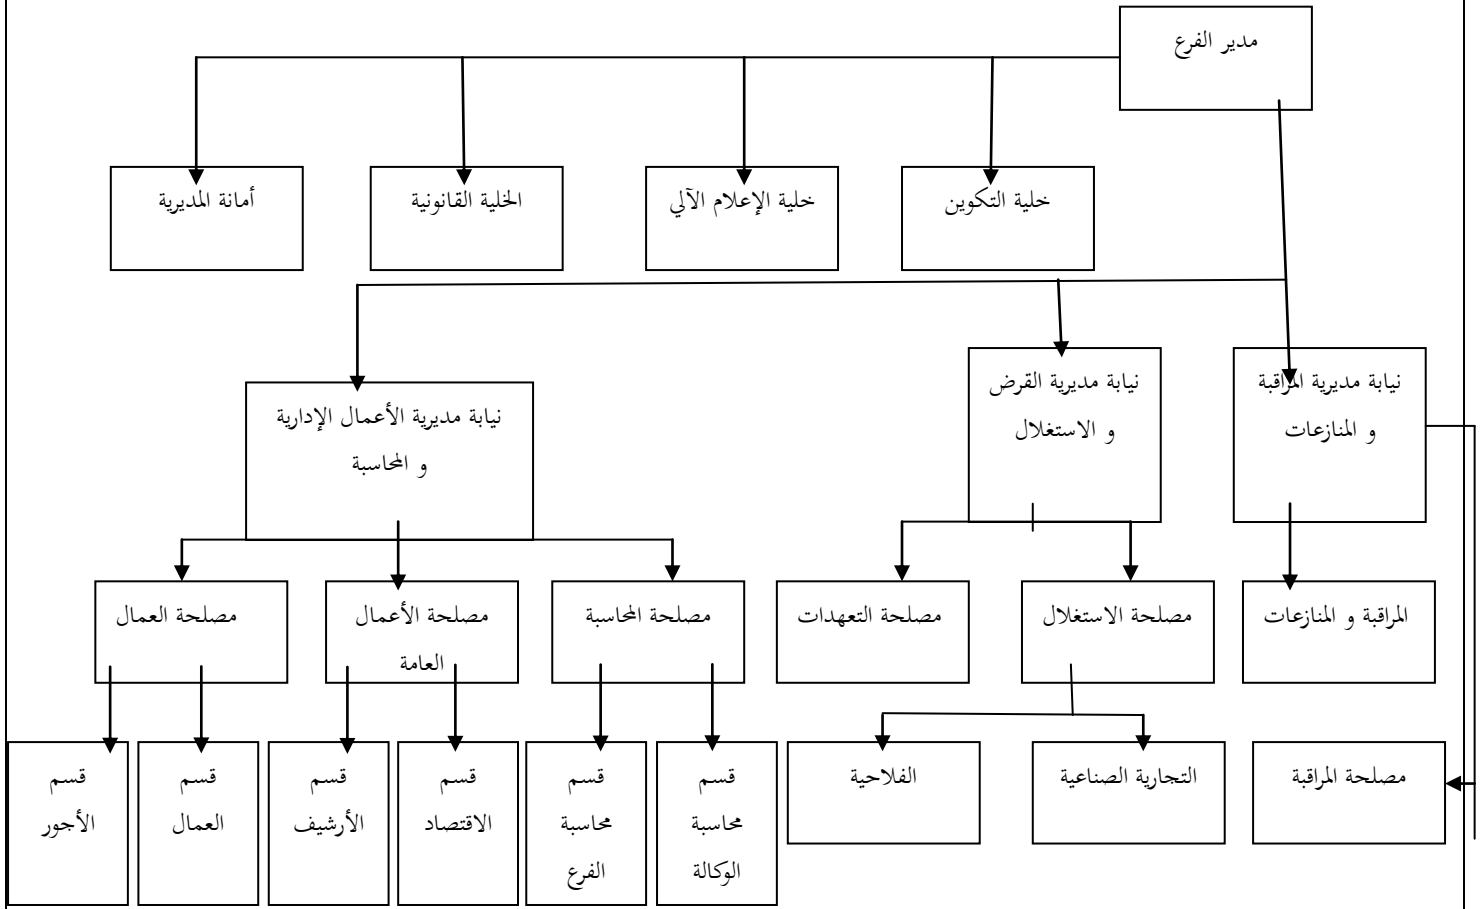 مدير الفرع
خلية التكوين
خلية الإعلام الآلي
الخلية القانونية
أمانة المديرية
نيابة مديرية المراقبة
و المنازعات
نيابة مديرية القرض
و الاستغلال
نيابة مديرية الأعمال الإدارية
و المحاسبة
المراقبة و المنازعات
مصلحة الاستغلال
مصلحة التعهدات
مصلحة المحاسبة
مصلحة الأعمال
العامة
مصلحة العمال
مصلحة المراقبة
التجارية الصناعية
الفلاحية
قسم
محاسبة
الوكالة
قسم
محاسبة
الفرع
قسم
الاقتصاد
قسم
الأرشيف
قسم
العمال
قسم
الأجور